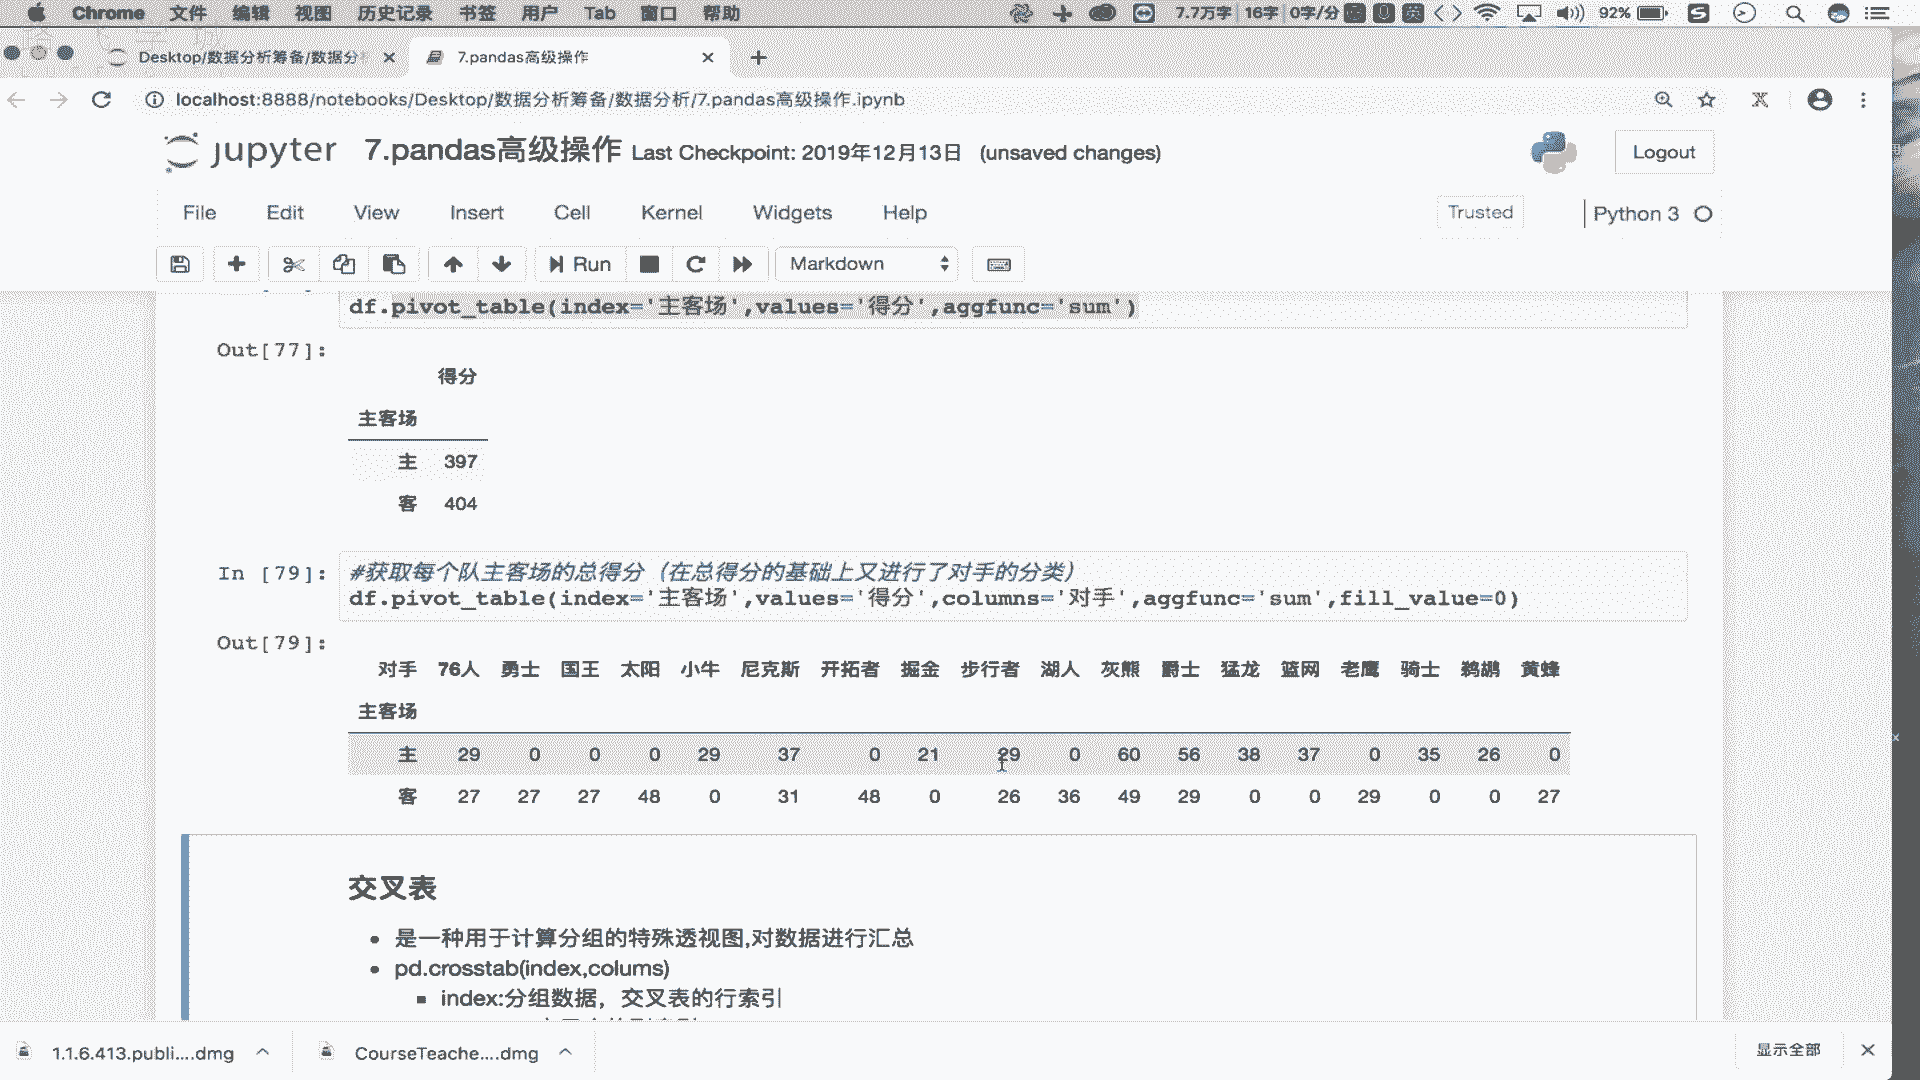 Chrome 文件 编辑 视图 历史记录 书签 用户 Tab 窗口 帮助 7.7万字 16字 0字/分 英 92%
Desktop/数据分析筹备/数据分 7.pandas高级操作
localhost:8888/notebooks/Desktop/数据分析筹备/数据分析/7.pandas高级操作.ipynb
jupyter 7.pandas高级操作 Last Checkpoint: 2019年12月13日 (unsaved changes) Logout
File Edit View Insert Cell Kernel Widgets Help Trusted Python 3
Run Markdown
df.pivot_table(index='主客场',values='得分',aggfunc='sum')
Out[77]:
得分
主客场
主 397
客 404
In [79]: #获取每个队主客场的总得分（在总得分的基础上又进行了对手的分类）
df.pivot_table(index='主客场',values='得分',columns='对手',aggfunc='sum',fill_value=0)
Out[79]:
对手 76人 勇士 国王 太阳 小牛 尼克斯 开拓者 掘金 步行者 湖人 灰熊 爵士 猛龙 篮网 老鹰 骑士 鹈鹕 黄蜂
主客场
主 29 0 0 0 29 37 0 21 29 0 60 56 38 37 0 35 26 0
客 27 27 27 48 0 31 48 0 26 36 49 29 0 0 29 0 0 27
交叉表
是一种用于计算分组的特殊透视图,对数据进行汇总
pd.crosstab(index,colums)
index:分组数据，交叉表的行索引
1.1.6.413.publi....dmg CourseTeache....dmg 显示全部